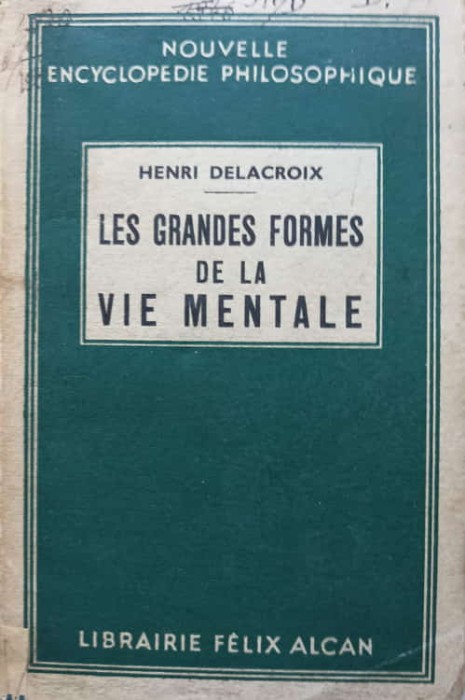 NOUVELLE
ENCYCLOPEDIE PHILOSOPHIQUE
HENRI DELACROIX
LES GRANDES FORMES
DE LA
VIE MENTALE
LIBRAIRIE FÉLIX ALCAN